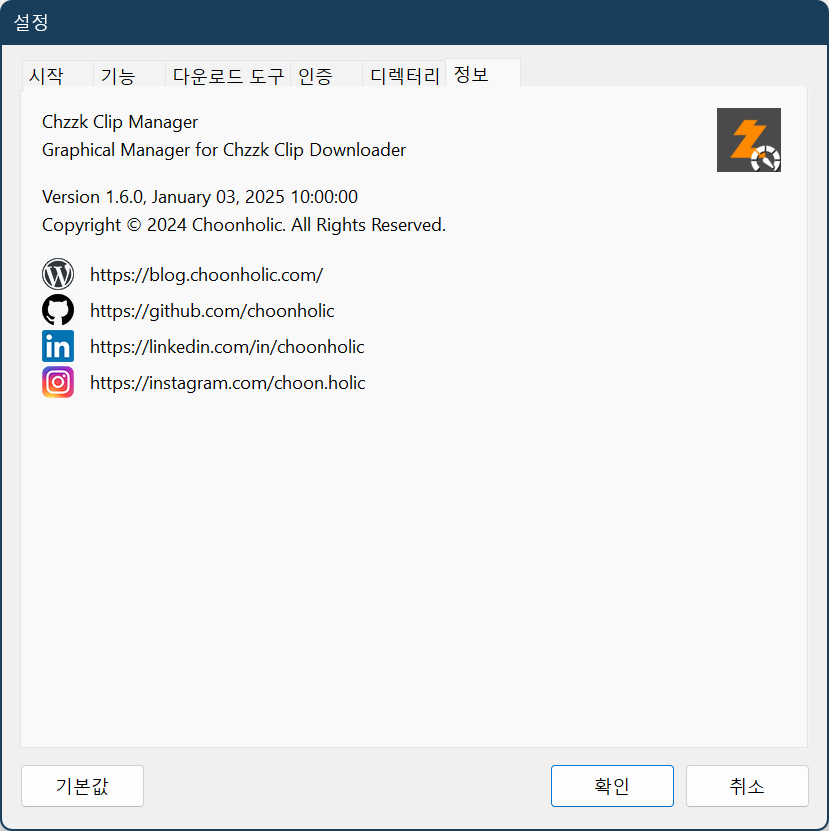 설정
시작 기능 다운로드 도구 인증 디렉터리 정보
Chzzk Clip Manager
Graphical Manager for Chzzk Clip Downloader
Version 1.6.0, January 03, 2025 10:00:00
Copyright © 2024 Choonholic. All Rights Reserved.
https://blog.choonholic.com/
https://github.com/choonholic
https://linkedin.com/in/choonholic
https://instagram.com/choon.holic
기본값 확인 취소